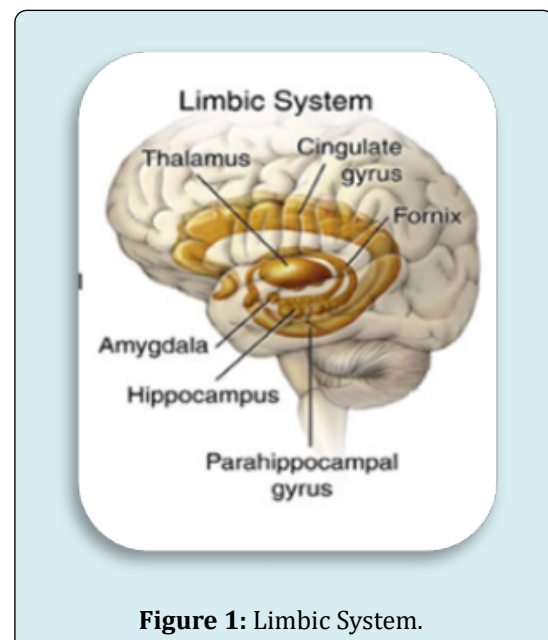 Limbic System
Thalamus
Cingulate
gyrus
Fornix
Amygdala
Hippocampus
Parahippocampal
gyrus
Figure 1: Limbic System.